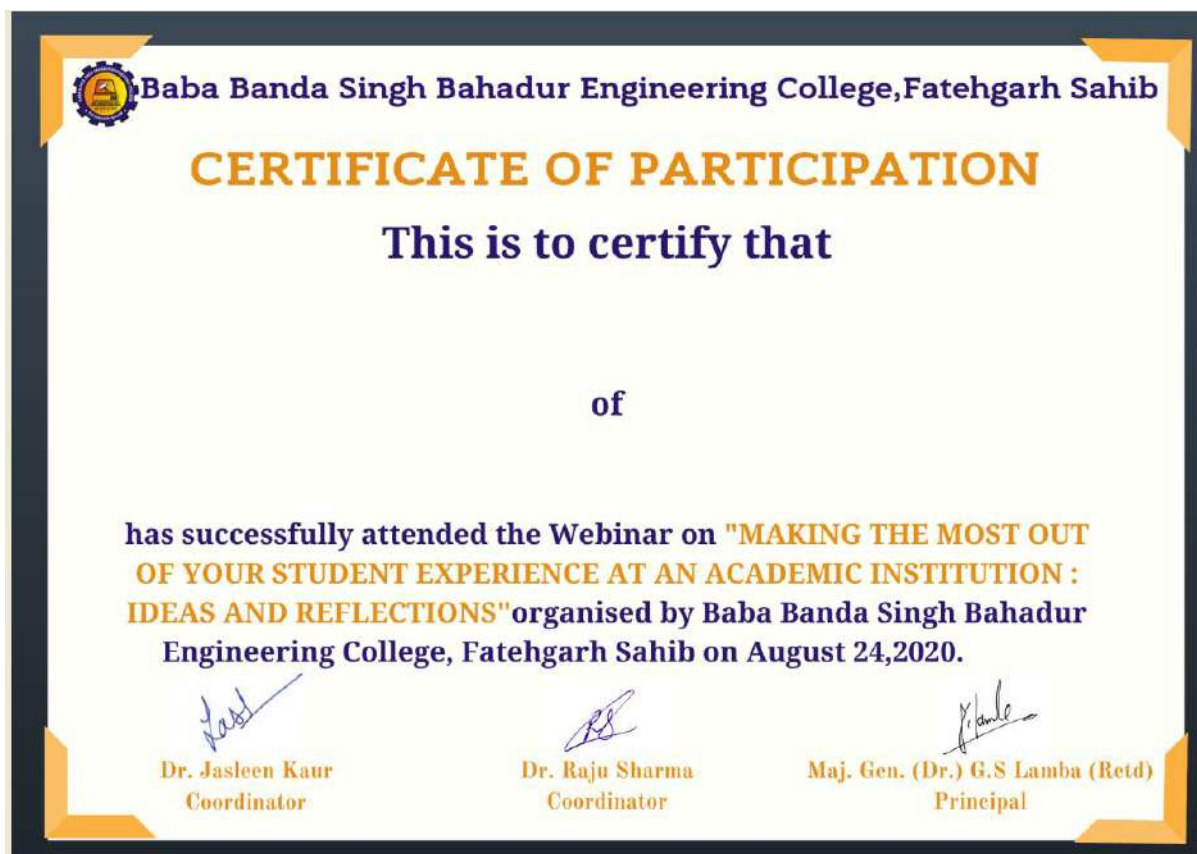 Baba Banda Singh Bahadur Engineering College,Fatehgarh Sahib
CERTIFICATE OF PARTICIPATION
This is to certify that
of
has successfully attended the Webinar on "MAKING THE MOST OUT
OF YOUR STUDENT EXPERIENCE AT AN ACADEMIC INSTITUTION :
IDEAS AND REFLECTIONS"organised by Baba Banda Singh Bahadur
Engineering College, Fatehgarh Sahib on August 24,2020.
Dr. Jasleen Kaur
Coordinator
Dr. Raju Sharma
Coordinator
Maj. Gen. (Dr.) G.S Lamba (Retd)
Principal